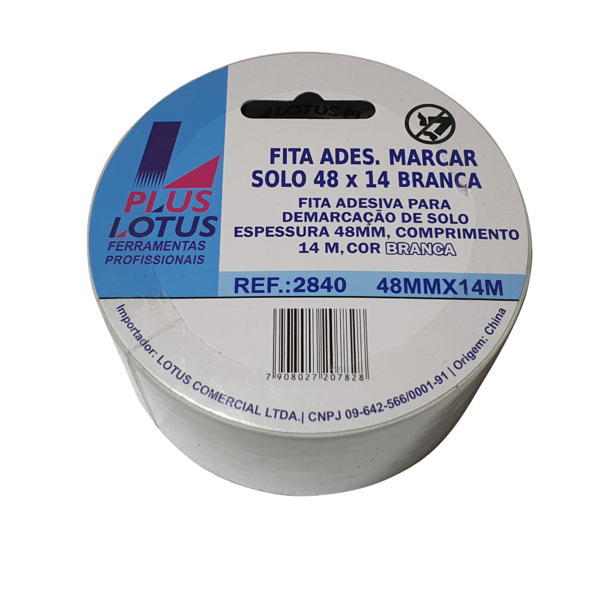 PLUS
LOTUS
FERRAMENTAS
PROFISSIONAIS
FITA ADES. MARCAR
SOLO 48 x 14 BRANCA
FITA ADESIVA PARA
DEMARCAÇÃO DE SOLO
ESPESSURA 48MM, COMPRIMENTO
14 M, COR BRANCA
REF.:2840 48MMX14M
7 908027 207828
Importador: LOTUS COMERCIAL LTDA.| CNPJ 09-642-566/0001-91 | Origem: China